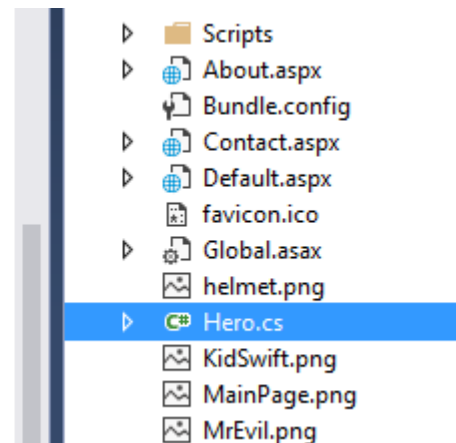 Scripts
About.aspx
Bundle.config
Contact.aspx
Default.aspx
favicon.ico
Global.asax
helmet.png
C# Hero.cs
KidSwift.png
MainPage.png
MrEvil.png